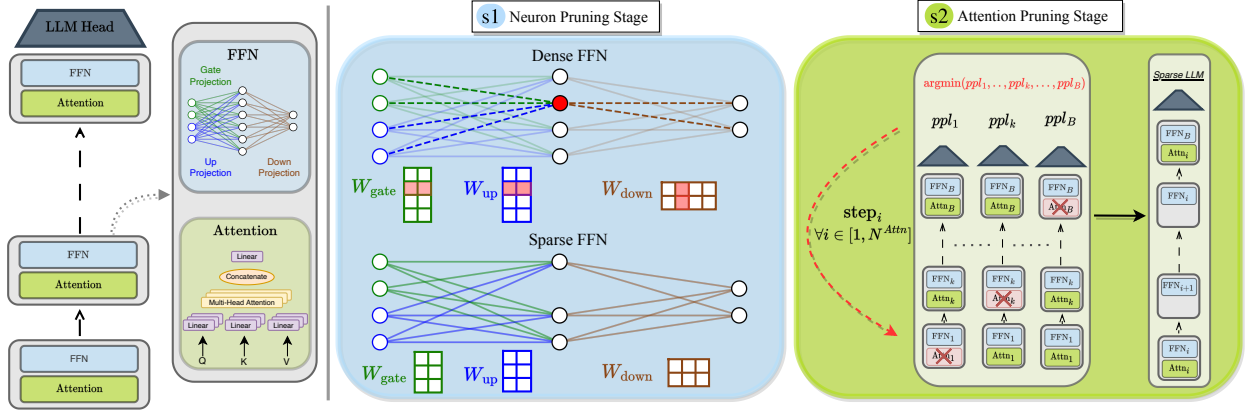 LLM Head
FFN
Attention
FFN
Attention
FFN
Attention
FFN
Gate
Projection
Up
Projection
Down
Projection
Attention
Linear
Concatenate
Multi-Head Attention
Linear
Linear
Linear
Q
K
V
s1 Neuron Pruning Stage
Dense FFN
W_gate
W_up
W_down
Sparse FFN
W_gate
W_up
W_down
s2 Attention Pruning Stage
argmin(ppl_1, .., ppl_k, ..., ppl_B)
ppl_1
ppl_k
ppl_B
FFN_B
Attn_B
FFN_B
Attn_B
FFN_B
Attn_B
step_i
∀i ∈ [1, N^{Attn}]
FFN_k
Attn_k
FFN_k
Attn_k
FFN_k
Attn_k
FFN_1
Attn_1
FFN_1
Attn_1
FFN_1
Attn_1
Sparse LLM
FFN_B
Attn_i
FFN_i
FFN_{i+1}
FFN_i
Attn_i